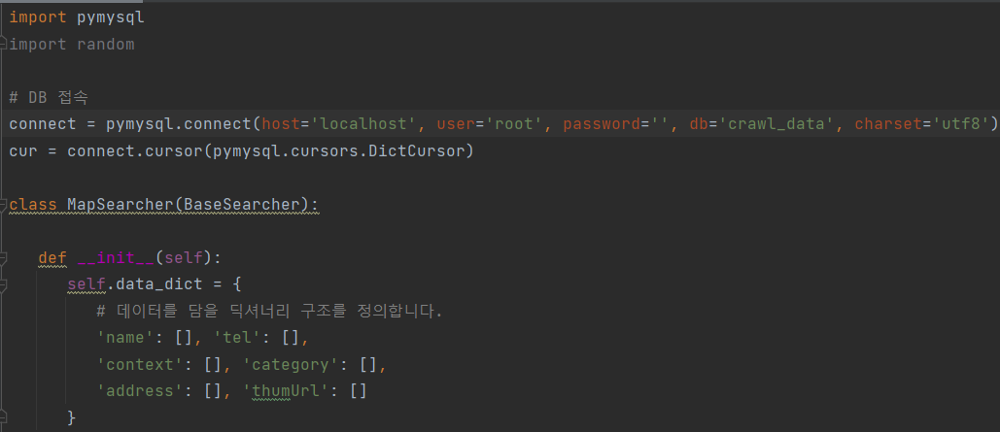 import pymysql
import random
# DB 접속
connect = pymysql.connect(host='localhost', user='root', password='', db='crawl_data', charset='utf8')
cur = connect.cursor(pymysql.cursors.DictCursor)
class MapSearcher(BaseSearcher):
def __init__(self):
self.data_dict = {
# 데이터를 담을 딕셔너리 구조를 정의합니다.
'name': [], 'tel': [],
'context': [], 'category': [],
'address': [], 'thumUrl': []
}